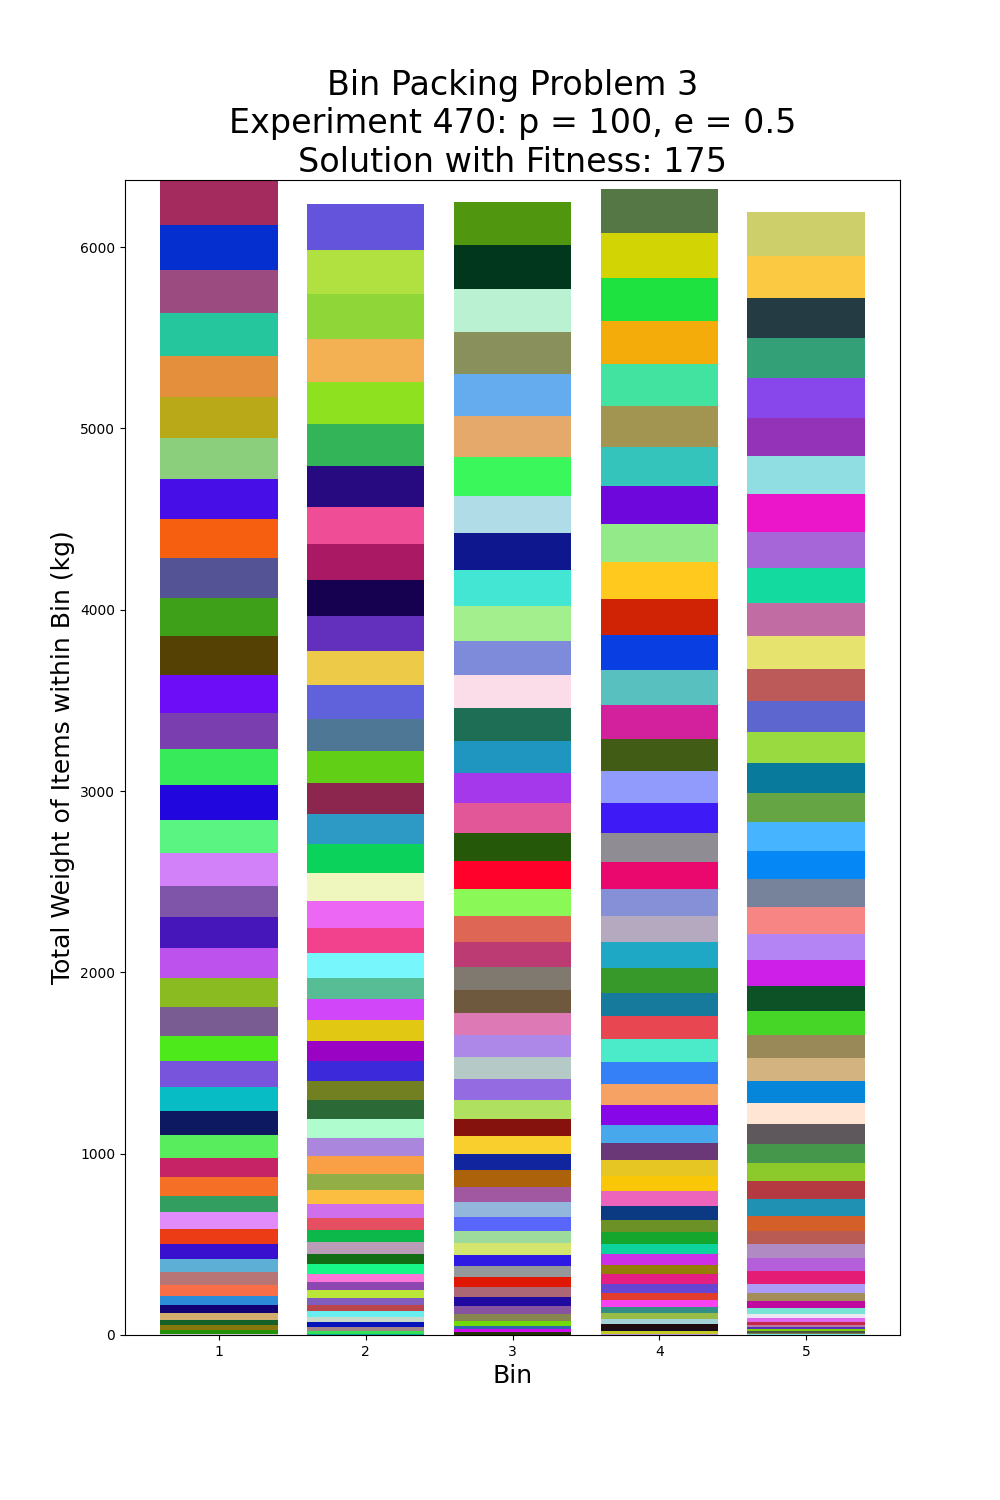 Bin Packing Problem 3
Experiment 470: p = 100, e = 0.5
Solution with Fitness: 175
Total Weight of Items within Bin (kg)
6000
5000
4000
3000
2000
1000
0
1 2 3 4 5
Bin